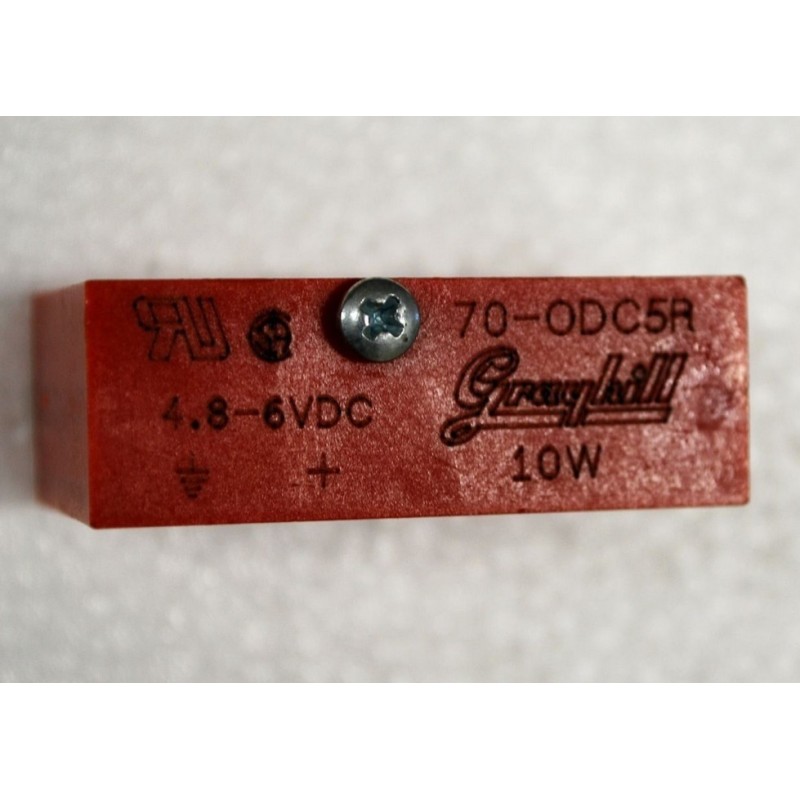 70-ODC5R
Grayhill
4.8-6VDC
10W
+